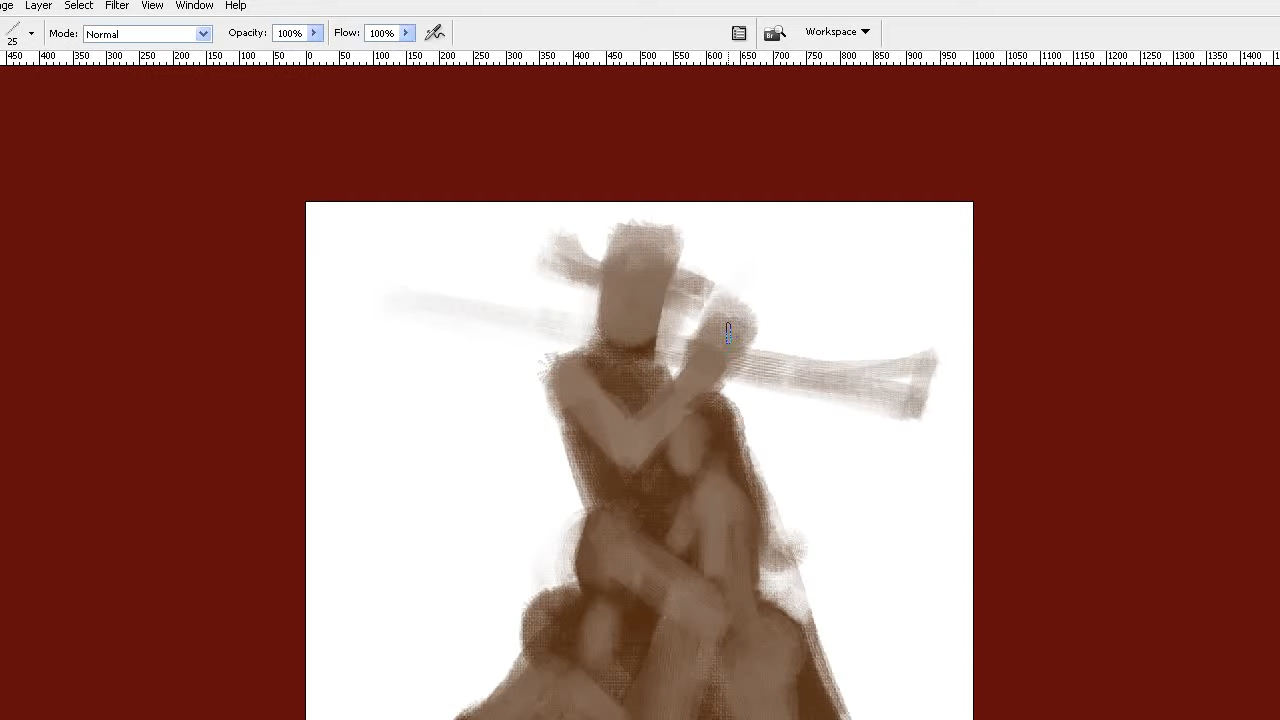 ge Layer Select Filter View Window Help
25 Mode: Normal Opacity: 100% Flow: 100% Br Workspace
450 400 350 300 250 200 150 100 50 0 50 100 150 200 250 300 350 400 450 500 550 600 650 700 750 800 850 900 950 1000 1050 1100 1150 1200 1250 1300 1350 1400